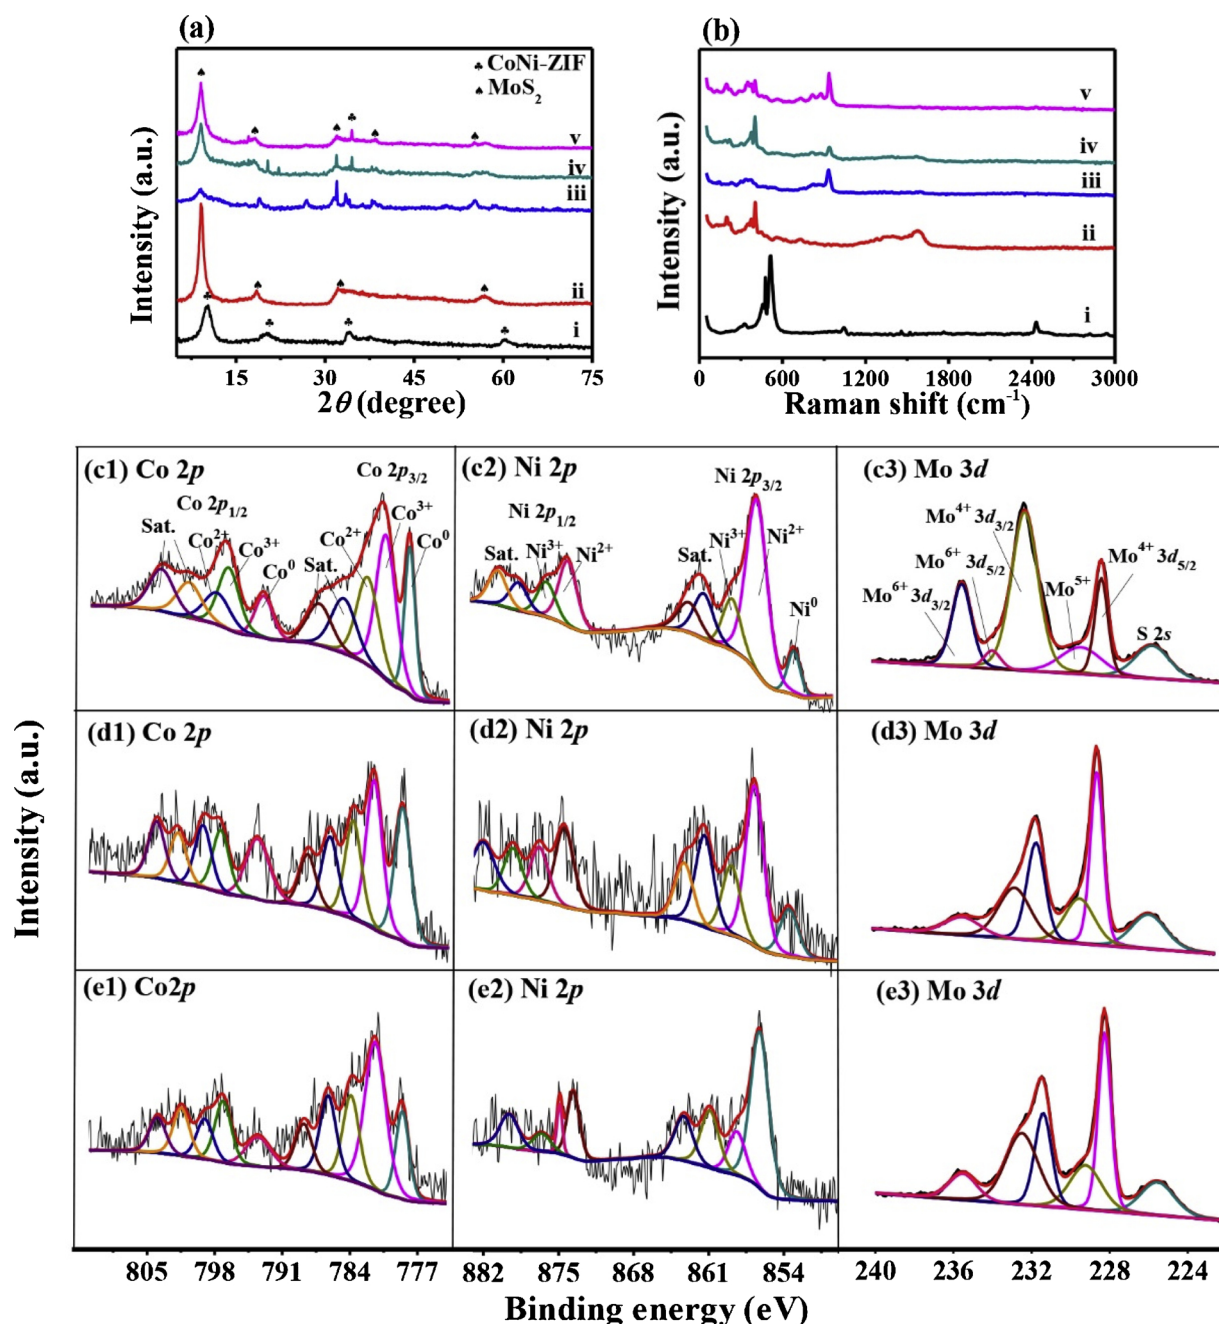 (a)
♣ CoNi-ZIF
♠ MoS2
v
iv
iii
ii
i
Intensity (a.u.)
15 30 45 60 75
2θ (degree)
(b)
v
iv
iii
ii
i
Intensity (a.u.)
0 600 1200 1800 2400 3000
Raman shift (cm-1)
(c1) Co 2p
Co 2p3/2
Co 2p1/2
Sat.
Co2+
Co3+
Co0
Sat.
Co2+
Co3+
Co0
(c2) Ni 2p
Ni 2p3/2
Ni 2p1/2
Sat.
Ni3+
Ni2+
Sat.
Ni3+
Ni2+
Ni0
(c3) Mo 3d
Mo4+ 3d3/2
Mo6+ 3d5/2
Mo6+ 3d3/2
Mo5+
Mo4+ 3d5/2
S 2s
(d1) Co 2p
(d2) Ni 2p
(d3) Mo 3d
Intensity (a.u.)
(e1) Co2p
(e2) Ni 2p
(e3) Mo 3d
805 798 791 784 777
882 875 868 861 854
240 236 232 228 224
Binding energy (eV)